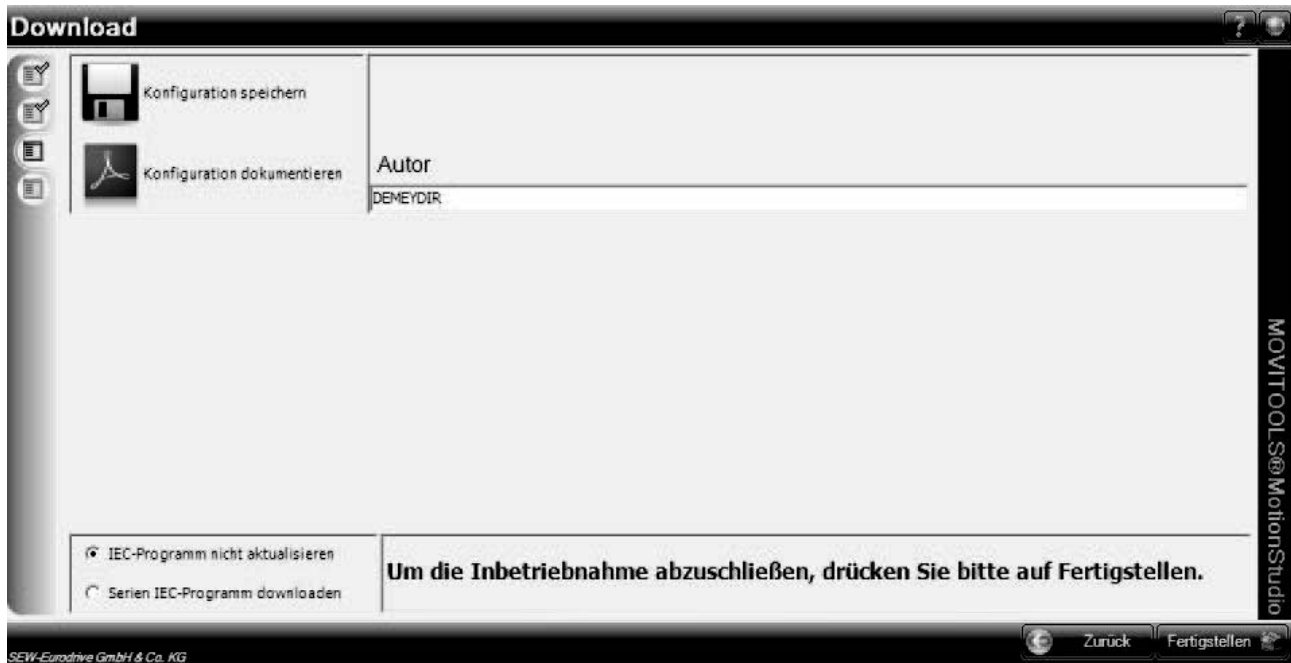 Download
?
Konfiguration speichern
Konfiguration dokumentieren
Autor
DEMEYDIR
MOVITOOLS®MotionStudio
IEC-Programm nicht aktualisieren
Serien IEC-Programm downloaden
Um die Inbetriebnahme abzuschließen, drücken Sie bitte auf Fertigstellen.
Zurück
Fertigstellen
SEW-Eurodrive GmbH & Co. KG